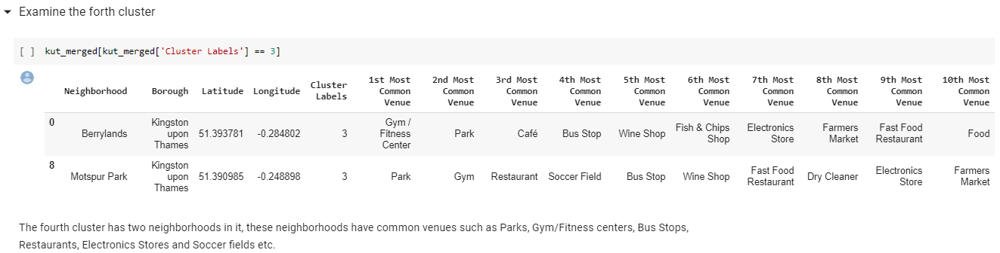 Examine the forth cluster
[ ] kut_merged[kut_merged['Cluster Labels'] == 3]
Neighborhood Borough Latitude Longitude Cluster Labels 1st Most Common Venue 2nd Most Common Venue 3rd Most Common Venue 4th Most Common Venue 5th Most Common Venue 6th Most Common Venue 7th Most Common Venue 8th Most Common Venue 9th Most Common Venue 10th Most Common Venue
0 Berrylands Kingston upon Thames 51.393781 -0.284802 3 Gym / Fitness Center Park Café Bus Stop Wine Shop Fish & Chips Shop Electronics Store Farmers Market Fast Food Restaurant Food
8 Motspur Park Kingston upon Thames 51.390985 -0.248898 3 Park Gym Restaurant Soccer Field Bus Stop Wine Shop Fast Food Restaurant Dry Cleaner Electronics Store Farmers Market
The fourth cluster has two neighborhoods in it, these neighborhoods have common venues such as Parks, Gym/Fitness centers, Bus Stops,
Restaurants, Electronics Stores and Soccer fields etc.